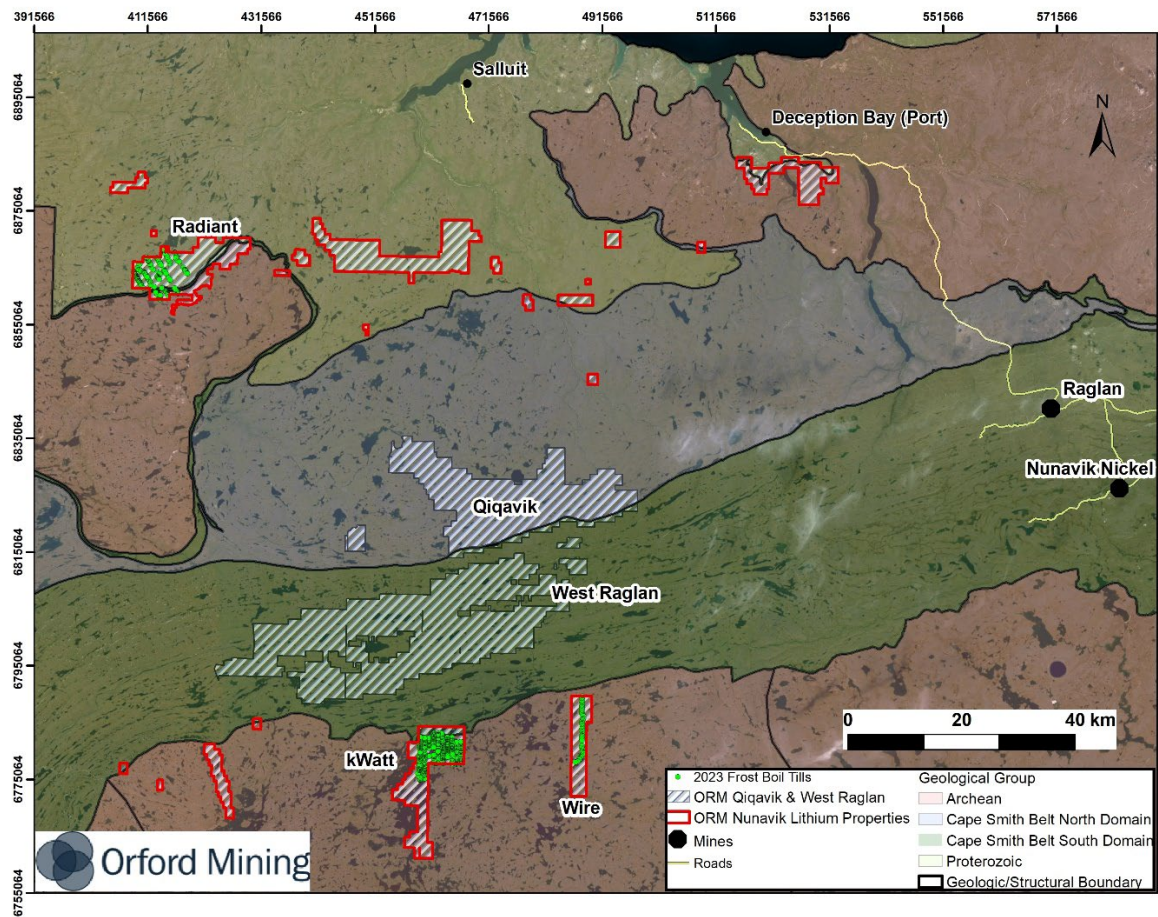 391566 411566 431566 451566 471566 491566 511566 531566 551566 571566
6895064
6875064
6855064
6835064
6815064
6795064
6775064
6755064
Salluit
Deception Bay (Port)
N
Radiant
Raglan
Nunavik Nickel
Qiqavik
West Raglan
kWatt
Wire
0 20 40 km
2023 Frost Boil Tills
ORM Qiqavik & West Raglan
ORM Nunavik Lithium Properties
Mines
Roads
Geological Group
Archean
Cape Smith Belt North Domain
Cape Smith Belt South Domain
Proterozoic
Geologic/Structural Boundary
Orford Mining